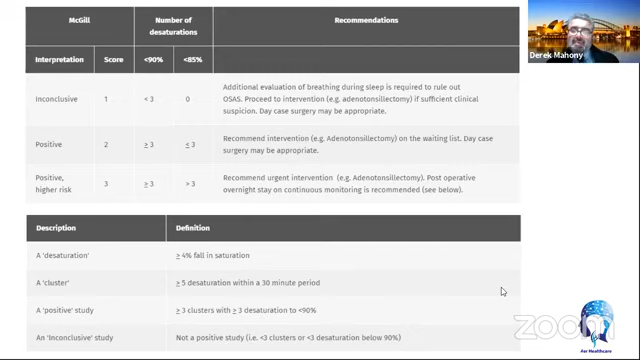 McGill
Number of
desaturations
Recommendations
Interpretation
Score
<90%
<85%
Inconclusive
1
< 3
0
Additional evaluation of breathing during sleep is required to rule out
OSAS. Proceed to intervention (e.g. adenotonsillectomy) if sufficient clinical
suspicion. Day case surgery may be appropriate.
Positive
2
≥ 3
≤ 3
Recommend intervention (e.g. Adenotonsillectomy) on the waiting list. Day case
surgery may be appropriate.
Positive,
higher risk
3
≥ 3
> 3
Recommend urgent intervention (e.g. Adenotonsillectomy). Post operative
overnight stay on continuous monitoring is recommended (see below)
Description
Definition
A 'desaturation'
≥ 4% fall in saturation
A 'cluster'
≥ 5 desaturation within a 30 minute period
A 'positive' study
≥ 3 clusters with ≥ 3 desaturation to <90%
An 'Inconclusive' study
Not a positive study (i.e. <3 clusters or <3 desaturation below 90%)
Derek Mahony
zoom
Aer Healthcare